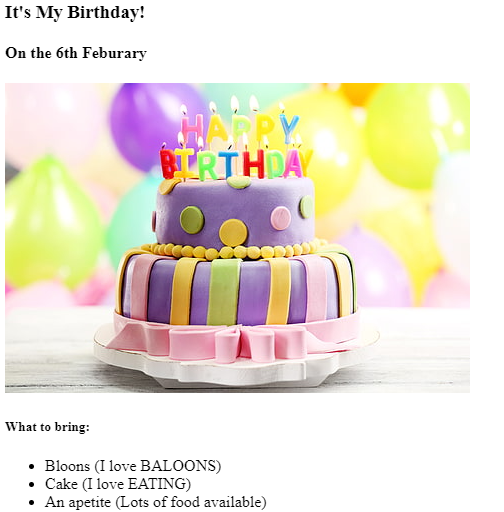 It's My Birthday!
On the 6th Feburary
HAPPY
BIRTHDAY
What to bring:
Bloons (I love BALOONS)
Cake (I love EATING)
An apetite (Lots of food available)